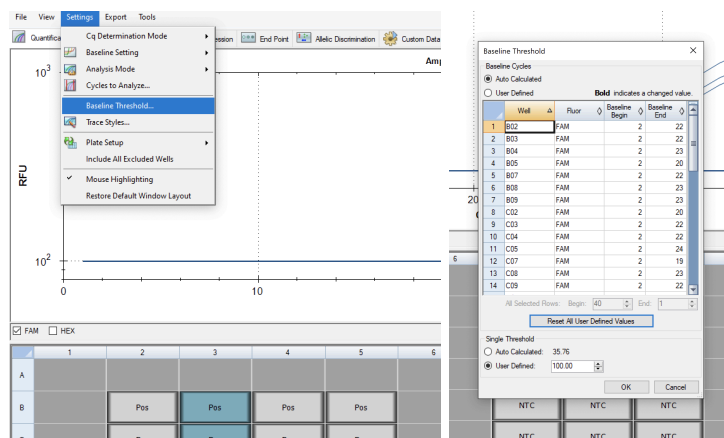 File View Settings Export Tools
Quantifica
Cq Determination Mode
Baseline Setting
Analysis Mode
Cycles to Analyze...
Baseline Threshold...
Trace Styles...
Plate Setup
Include All Excluded Wells
Mouse Highlighting
Restore Default Window Layout
ession End Point Allelic Discrimination Custom Data
Amp
10³
RFU
10²
0 10
FAM HEX
1 2 3 4 5 6
A
B Pos Pos Pos Pos
Baseline Threshold
Baseline Cycles
Auto Calculated
User Defined Bold indicates a changed value.
Well Fluor Baseline Begin Baseline End
1 B02 FAM 2 22
2 B03 FAM 2 22
3 B04 FAM 2 23
4 B05 FAM 2 20
5 B07 FAM 2 22
6 B08 FAM 2 23
7 B09 FAM 2 23
8 C02 FAM 2 20
9 C03 FAM 2 22
10 C04 FAM 2 22
11 C05 FAM 2 24
12 C07 FAM 2 19
13 C08 FAM 2 23
14 C09 FAM 2 22
All Selected Rows: Begin: 40 End: 1
Reset All User Defined Values
Single Threshold
Auto Calculated: 35.76
User Defined: 100.00
OK Cancel
20
6
NTC NTC NTC
NTC NTC NTC